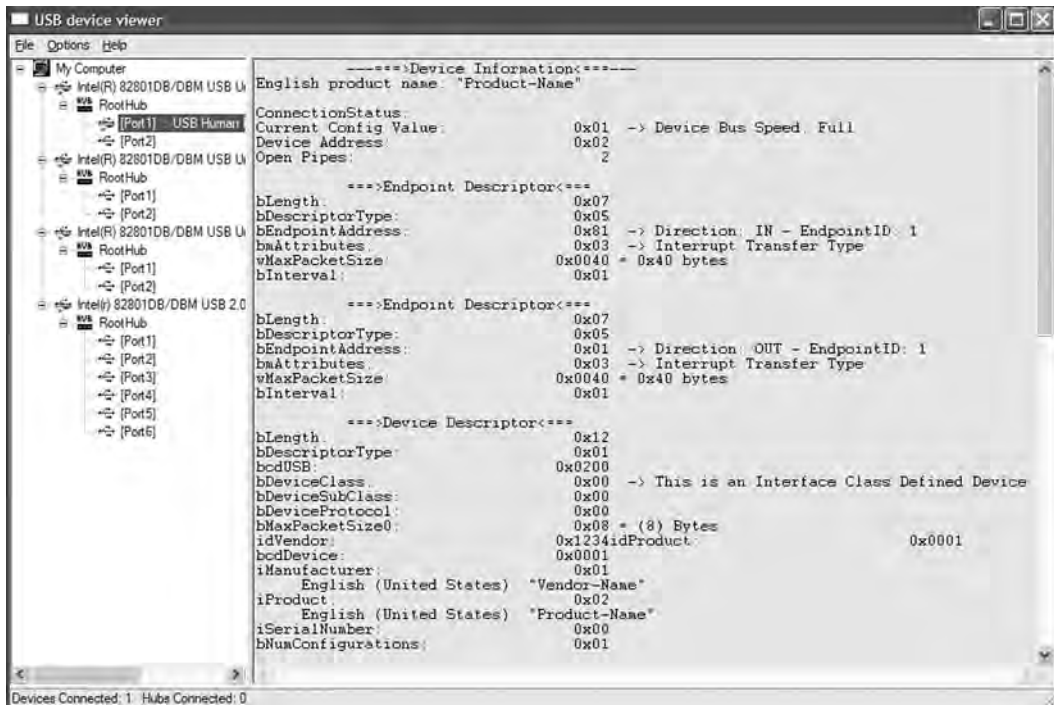 USB device viewer
File Options Help
My Computer
Intel(R) 82801DB/DBM USB U
RootHub
[Port1] : USB Human
[Port2]
Intel(R) 82801DB/DBM USB U
RootHub
[Port1]
[Port2]
Intel(R) 82801DB/DBM USB U
RootHub
[Port1]
[Port2]
Intel(r) 82801DB/DBM USB 2.0
RootHub
[Port1]
[Port2]
[Port3]
[Port4]
[Port5]
[Port6]
---===>Device Information<===---
English product name: "Product-Name"
ConnectionStatus:
Current Config Value: 0x01 -> Device Bus Speed: Full
Device Address: 0x02
Open Pipes: 2
===>Endpoint Descriptor<===
bLength: 0x07
bDescriptorType: 0x05
bEndpointAddress: 0x81 -> Direction: IN - EndpointID: 1
bmAttributes: 0x03 -> Interrupt Transfer Type
wMaxPacketSize: 0x0040 = 0x40 bytes
bInterval: 0x01
===>Endpoint Descriptor<===
bLength: 0x07
bDescriptorType: 0x05
bEndpointAddress: 0x01 -> Direction: OUT - EndpointID: 1
bmAttributes: 0x03 -> Interrupt Transfer Type
wMaxPacketSize: 0x0040 = 0x40 bytes
bInterval: 0x01
===>Device Descriptor<===
bLength: 0x12
bDescriptorType: 0x01
bcdUSB: 0x0200
bDeviceClass: 0x00 -> This is an Interface Class Defined Device
bDeviceSubClass: 0x00
bDeviceProtocol: 0x00
bMaxPacketSize0: 0x08 = (8) Bytes
idVendor: 0x1234idProduct: 0x0001
bcdDevice: 0x0001
iManufacturer: 0x01
English (United States) "Vendor-Name"
iProduct: 0x02
English (United States) "Product-Name"
iSerialNumber: 0x00
bNumConfigurations: 0x01
Devices Connected: 1 Hubs Connected: 0